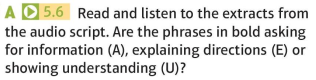 A 5.6 Read and listen to the extracts from
the audio script. Are the phrases in bold asking
for information (A), explaining directions (E) or
showing understanding (U)?